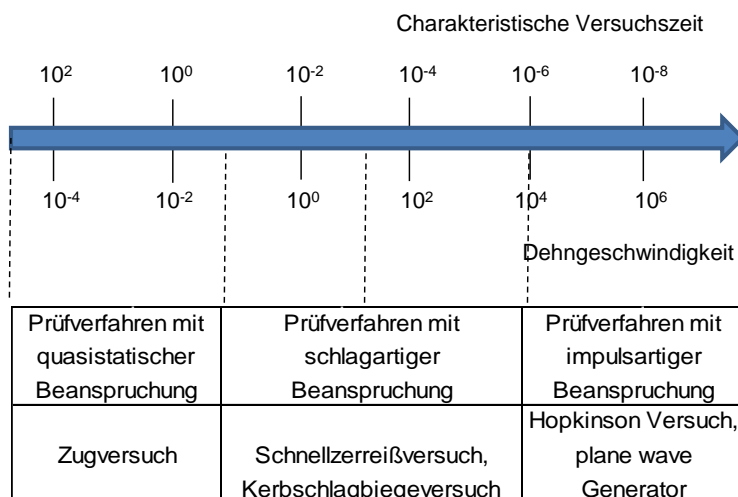 Charakteristische Versuchszeit
10² 10⁰ 10⁻² 10⁻⁴ 10⁻⁶ 10⁻⁸
10⁻⁴ 10⁻² 10⁰ 10² 10⁴ 10⁶
Dehngeschwindigkeit
Prüfverfahren mit
quasistatischer
Beanspruchung
Prüfverfahren mit
schlagartiger
Beanspruchung
Prüfverfahren mit
impulsartiger
Beanspruchung
Zugversuch
Schnellzerreißversuch,
Kerbschlagbiegeversuch
Hopkinson Versuch,
plane wave
Generator